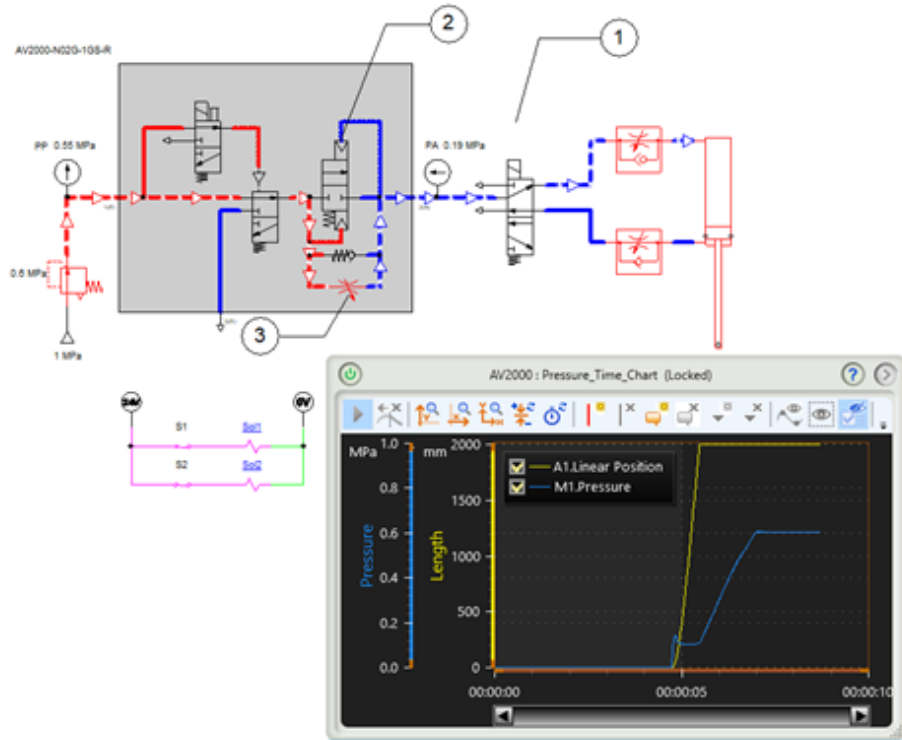 AV2000-N02G-1GS-R
2
1
PP 0.55 MPa
PA 0.19 MPa
0.6 MPa
3
1 MPa
24V
0V
S1
Sol1
S2
Sol2
AV2000 : Pressure_Time_Chart (Locked)
MPa 1.0
mm 2000
A1.Linear Position
M1.Pressure
0.8
1500
0.6
1000
0.4
500
0.2
0.0
0
Pressure
Length
00:00:00
00:00:05
00:00:10